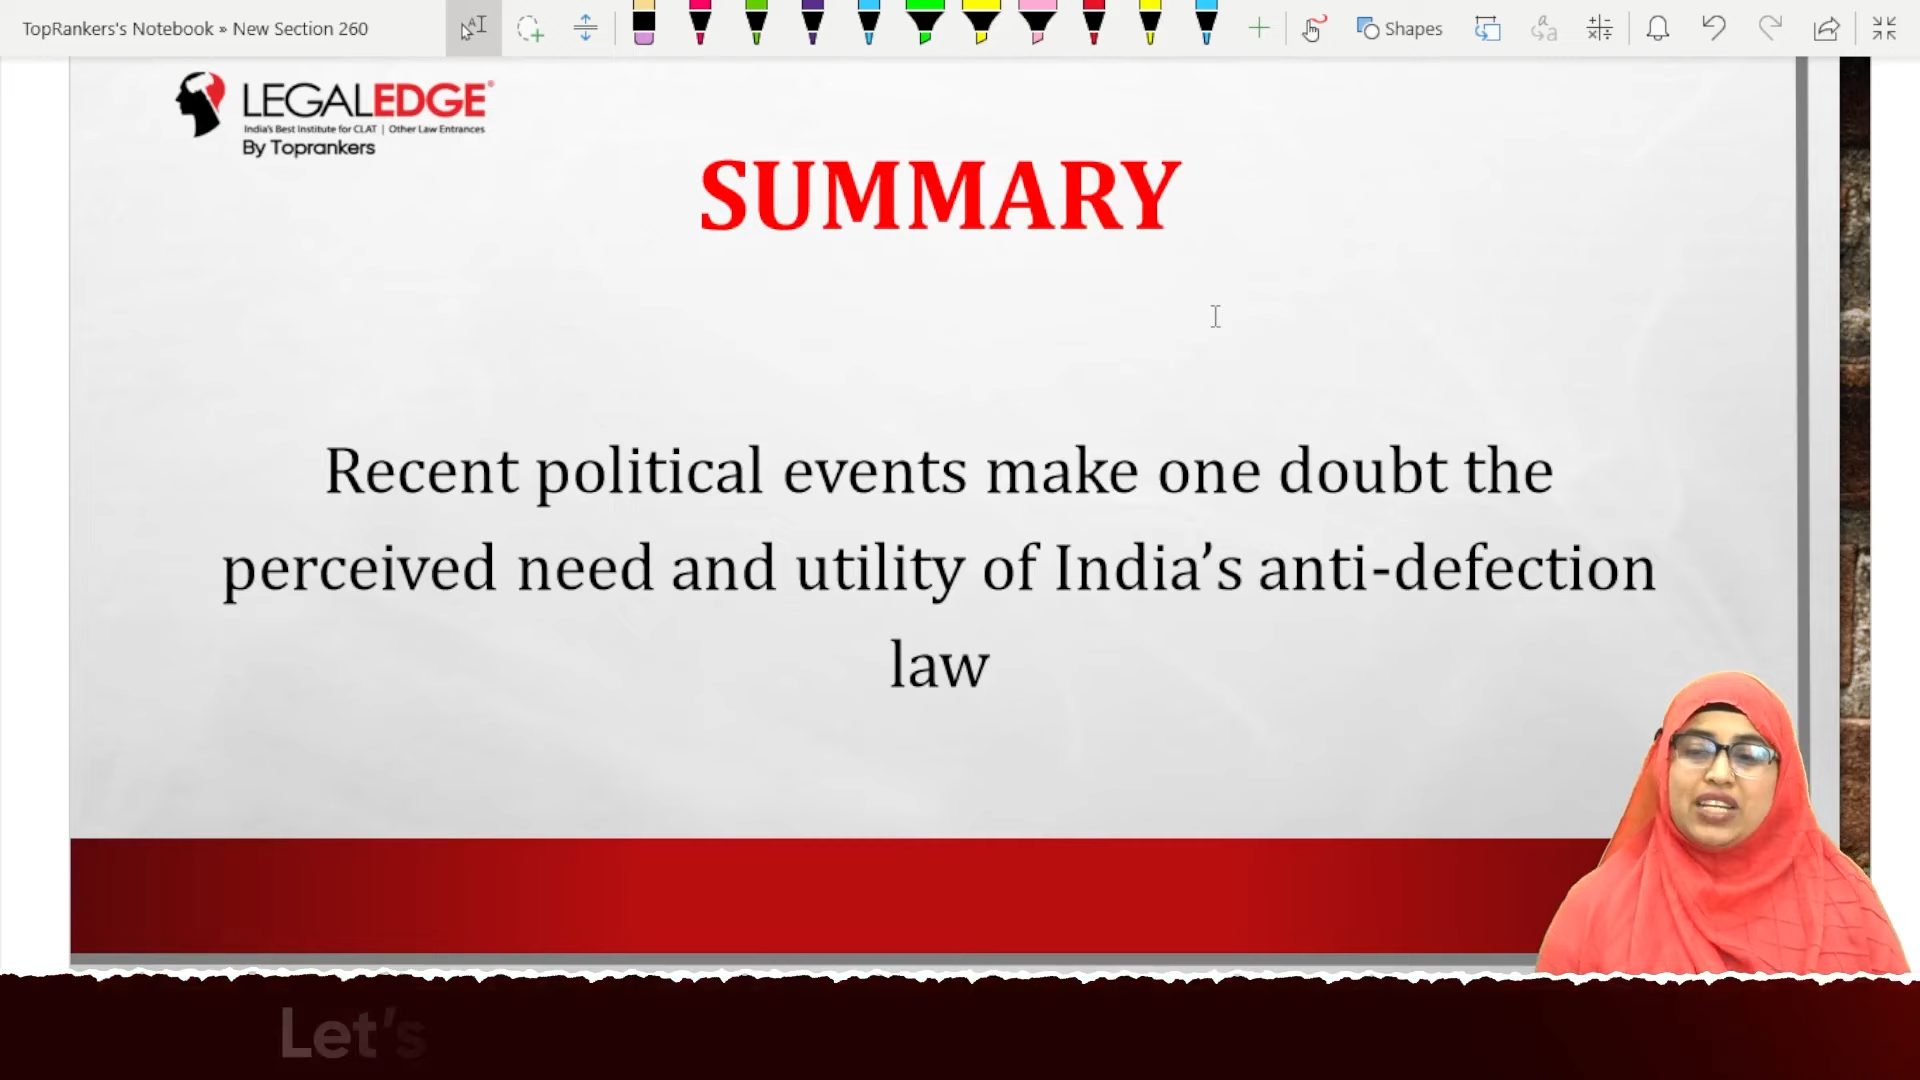 TopRankers's Notebook » New Section 260
Shapes
LEGALEDGE®
India's Best Institute for CLAT | Other Law Entrances
By Toprankers
SUMMARY
Recent political events make one doubt the
perceived need and utility of India’s anti-defection
law
Let’s